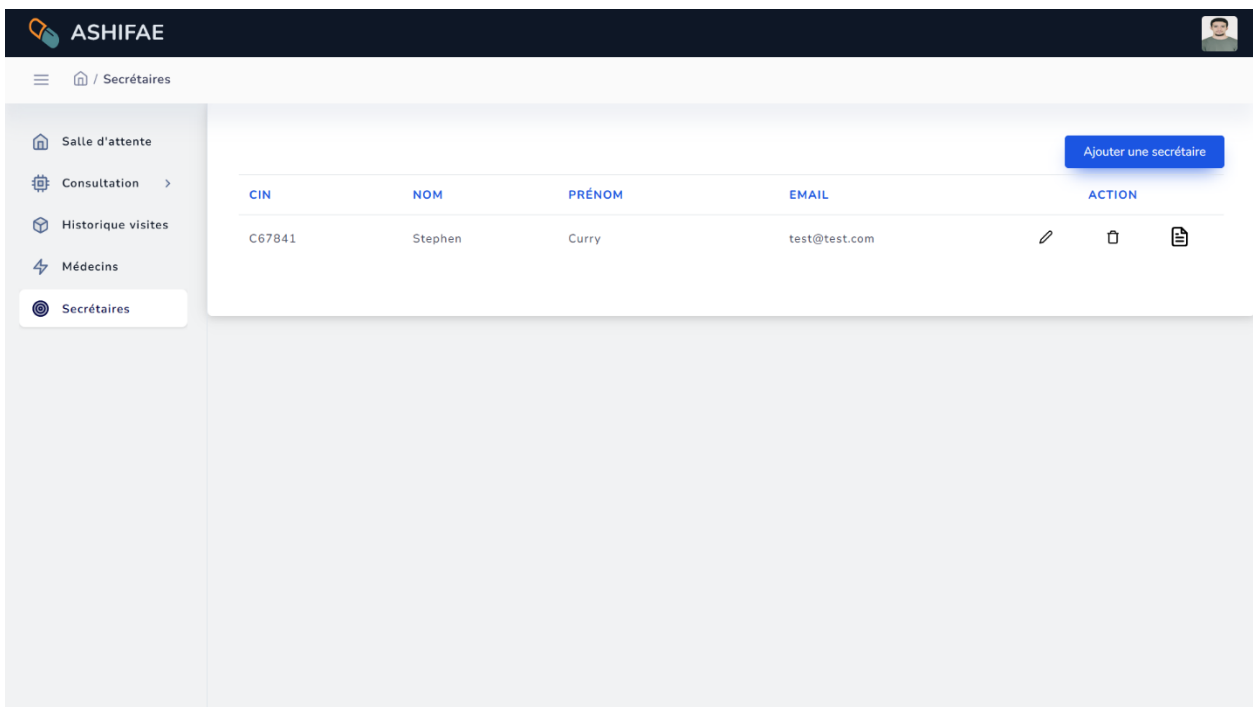 ASHIFAE
/ Secrétaires
Salle d'attente
Consultation
Historique visites
Médecins
Secrétaires
Ajouter une secrétaire
CIN NOM PRÉNOM EMAIL ACTION
C67841 Stephen Curry test@test.com